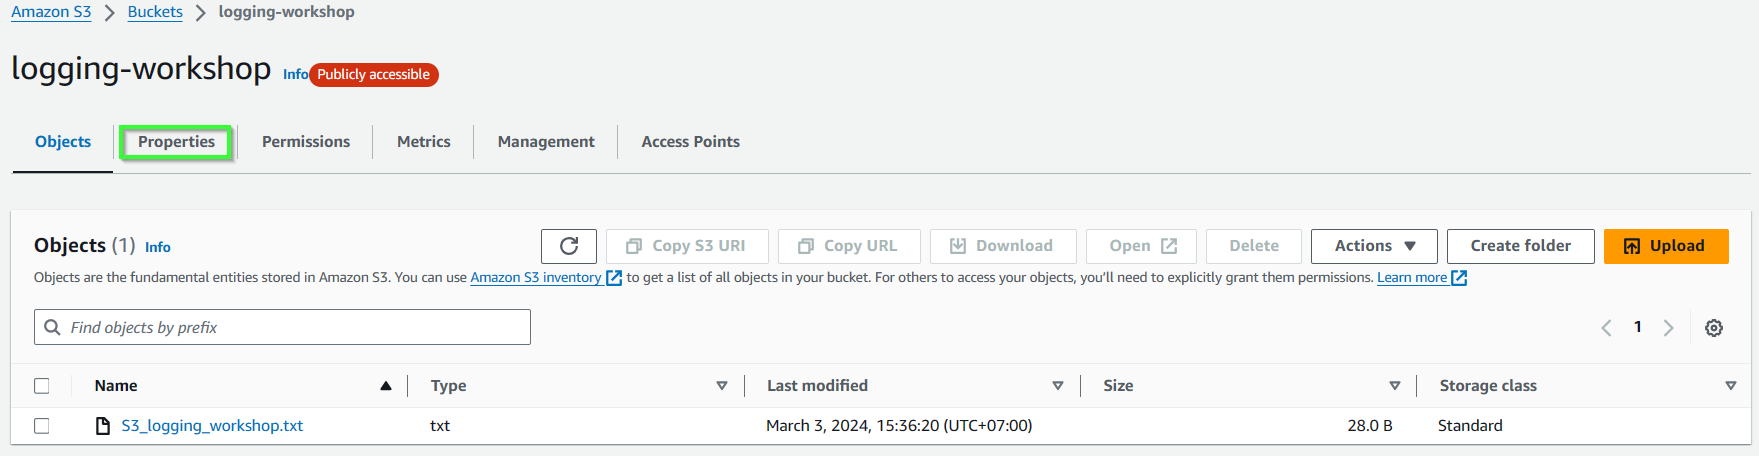 Amazon S3 > Buckets > logging-workshop
logging-workshop Info Publicly accessible
Objects Properties Permissions Metrics Management Access Points
Objects (1) Info Copy S3 URI Copy URL Download Open Delete Actions Create folder Upload
Objects are the fundamental entities stored in Amazon S3. You can use Amazon S3 inventory to get a list of all objects in your bucket. For others to access your objects, you'll need to explicitly grant them permissions. Learn more
Find objects by prefix 1
Name Type Last modified Size Storage class
S3_logging_workshop.txt txt March 3, 2024, 15:36:20 (UTC+07:00) 28.0 B Standard